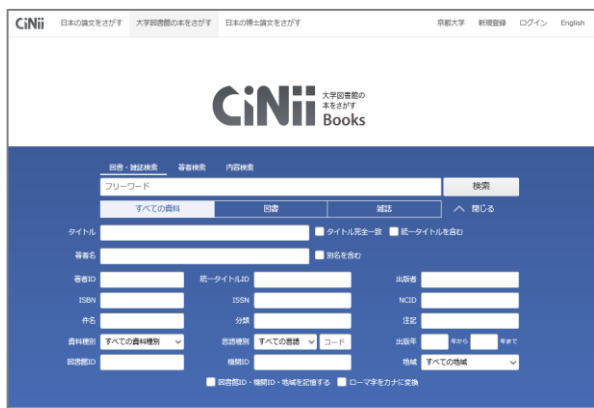 CiNii 日本の論文をさがす 大学図書館の本をさがす 日本の博士論文をさがす 京都大学 新規登録 ログイン English
CiNii 大学図書館の
本をさがす
Books
図書・雑誌検索 著者検索 内容検索
フリーワード 検索
すべての資料 図書 雑誌 閉じる
タイトル タイトル完全一致 統一タイトルを含む
著者名 別名を含む
著者ID 統一タイトルID 出版者
ISBN ISSN NCID
件名 分類 注記
資料種別 すべての資料種別 言語種別 すべての言語 コード 出版年 年から 年まで
図書館ID 機関ID 地域 すべての地域
図書館ID・機関ID・地域を記憶する ローマ字をカナに変換